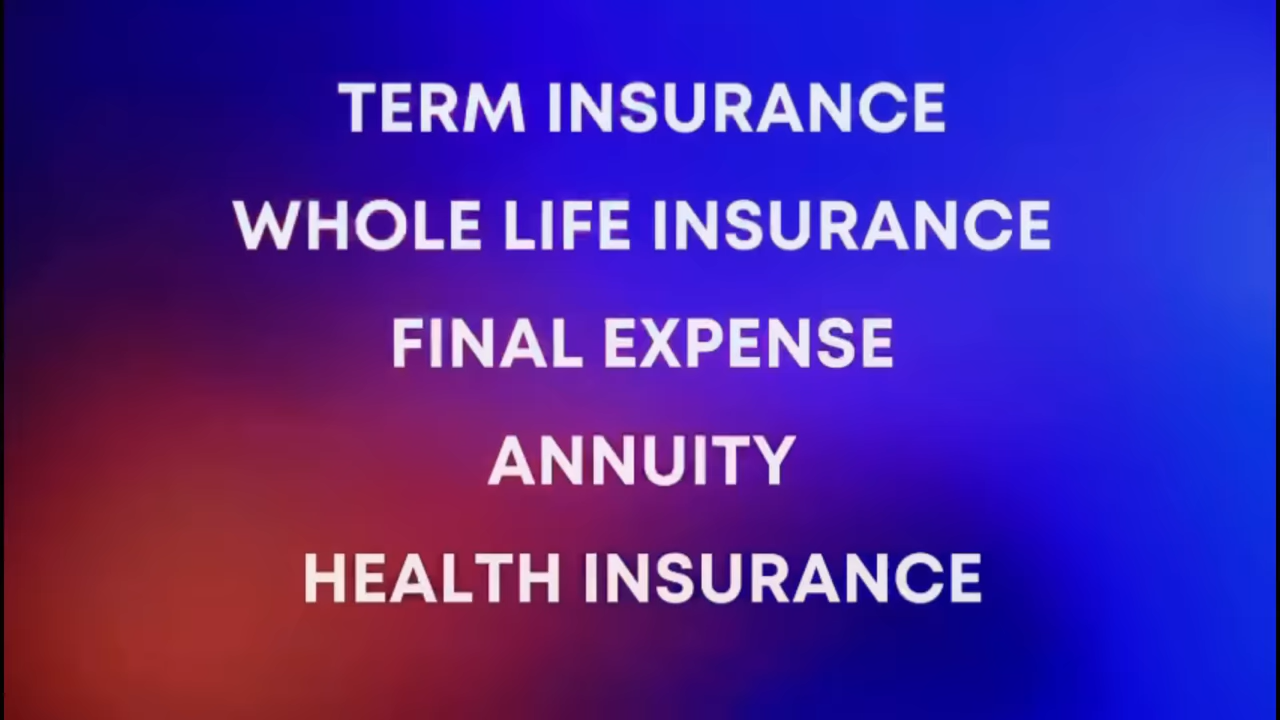 TERM INSURANCE
WHOLE LIFE INSURANCE
FINAL EXPENSE
ANNUITY
HEALTH INSURANCE